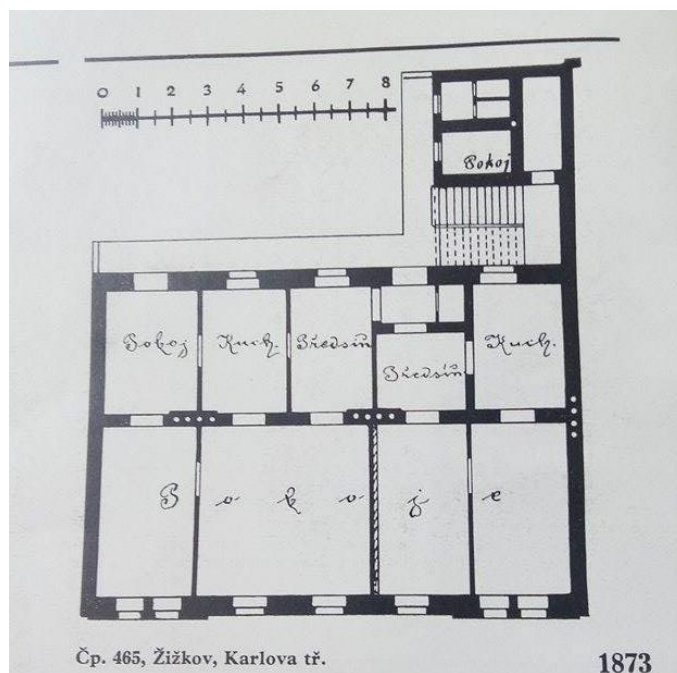 0 1 2 3 4 5 6 7 8
Pokoj
Pokoj Kuch. Předsíň Kuch.
Předsíň
P o k o j e
Čp. 465, Žižkov, Karlova tř.
1873